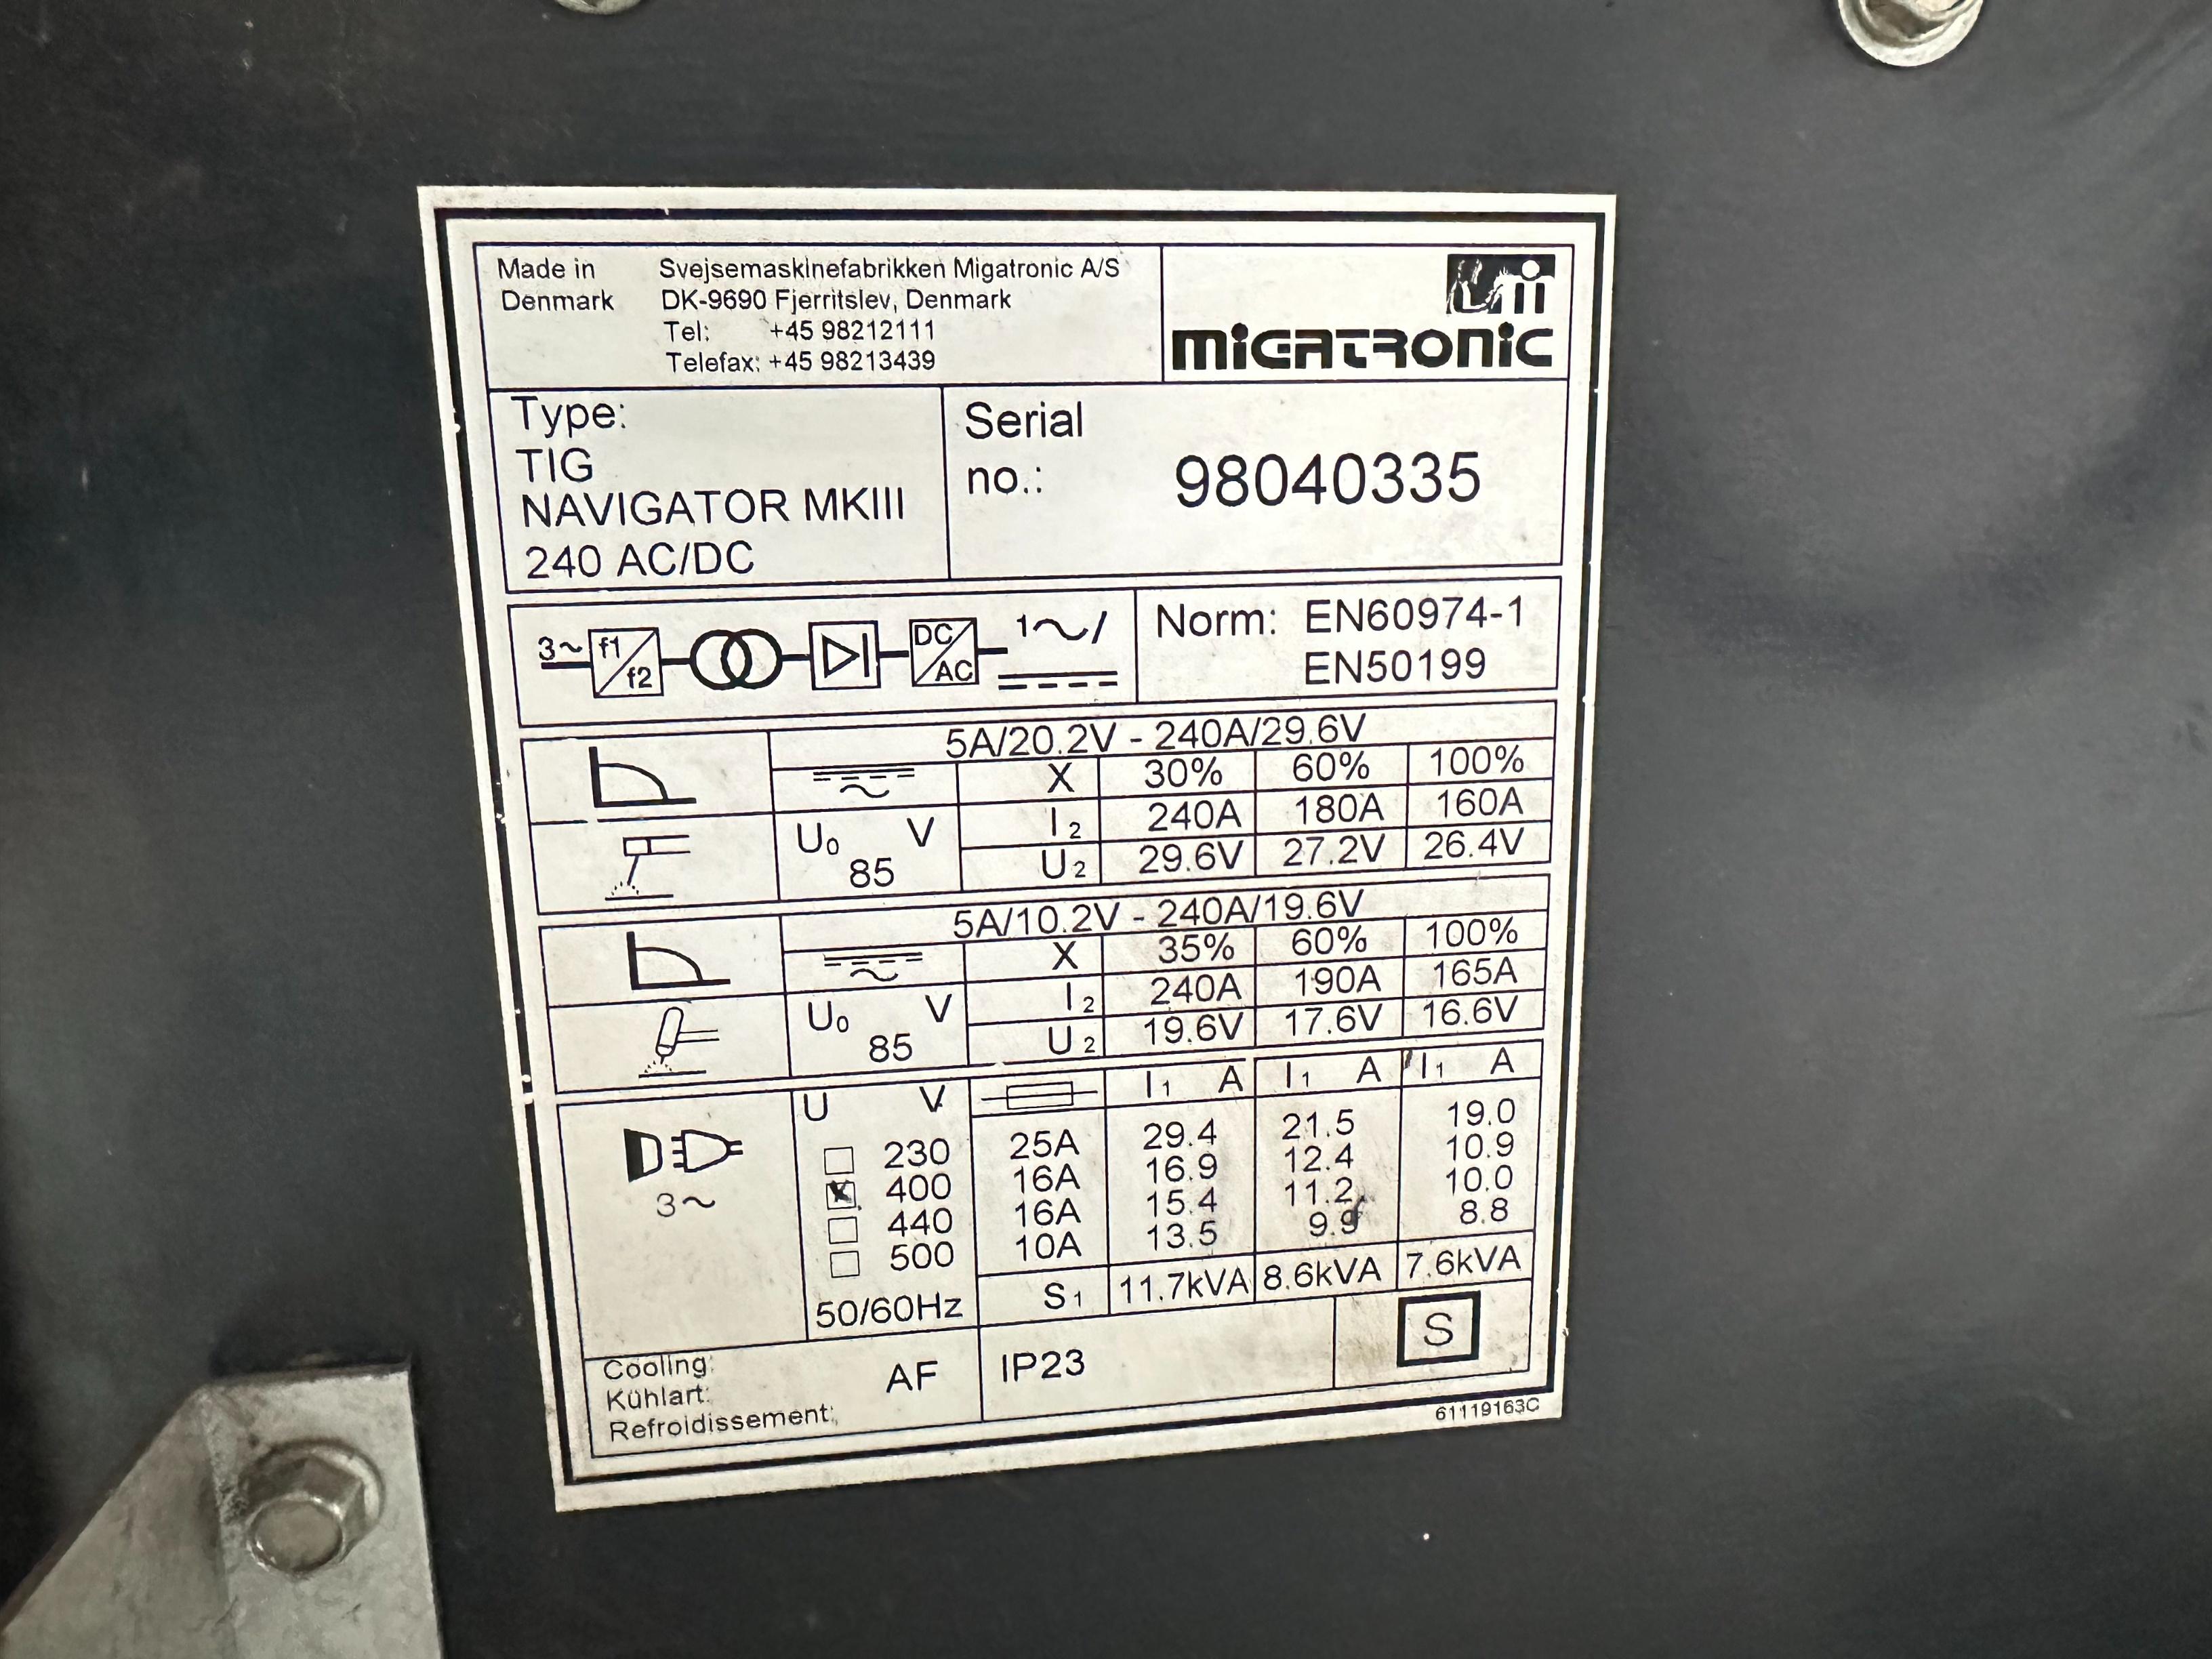 Made in Svejsemaskinefabrikken Migatronic A/S
Denmark DK-9690 Fjerritslev, Denmark
Tel: +45 98212111
Telefax: +45 98213439
MIGATRONIC
Type:
TIG
NAVIGATOR MKIII
240 AC/DC
Serial
no.: 98040335
3~ f1/f2 DC/AC 1~/
Norm: EN60974-1
EN50199
5A/20.2V - 240A/29.6V
X 30% 60% 100%
I2 240A 180A 160A
U0 V
85
U2 29.6V 27.2V 26.4V
5A/10.2V - 240A/19.6V
X 35% 60% 100%
I2 240A 190A 165A
U0 V
85
U2 19.6V 17.6V 16.6V
U V I1 A I1 A I1 A
230 25A 29.4 21.5 19.0
400 16A 16.9 12.4 10.9
440 16A 15.4 11.2 10.0
500 10A 13.5 9.9 8.8
3~
50/60Hz S1 11.7kVA 8.6kVA 7.6kVA
Cooling:
Kühlart:
Refroidissement:
AF
IP23
S
61119163C